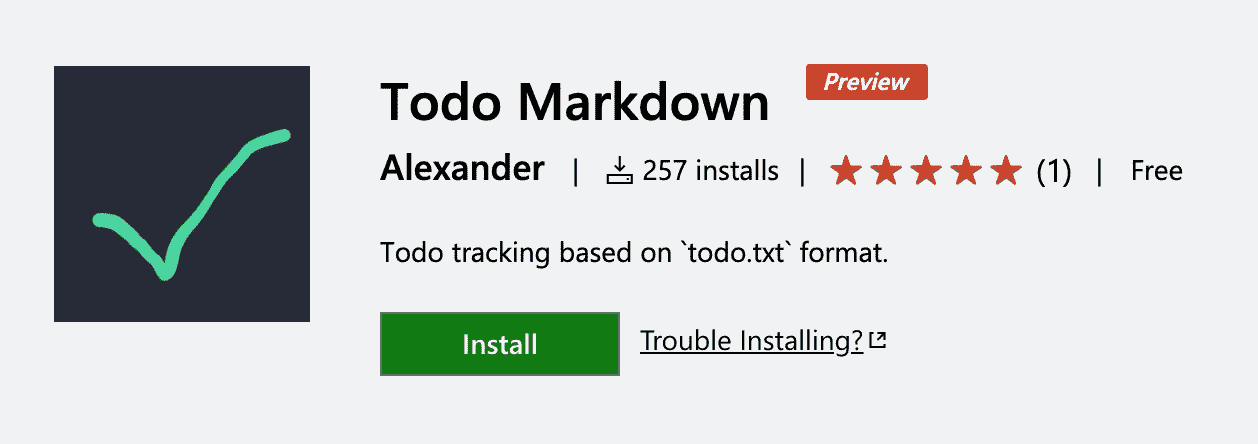 Todo Markdown Preview
Alexander | 257 installs | (1) | Free
Todo tracking based on `todo.txt` format.
Install Trouble Installing?